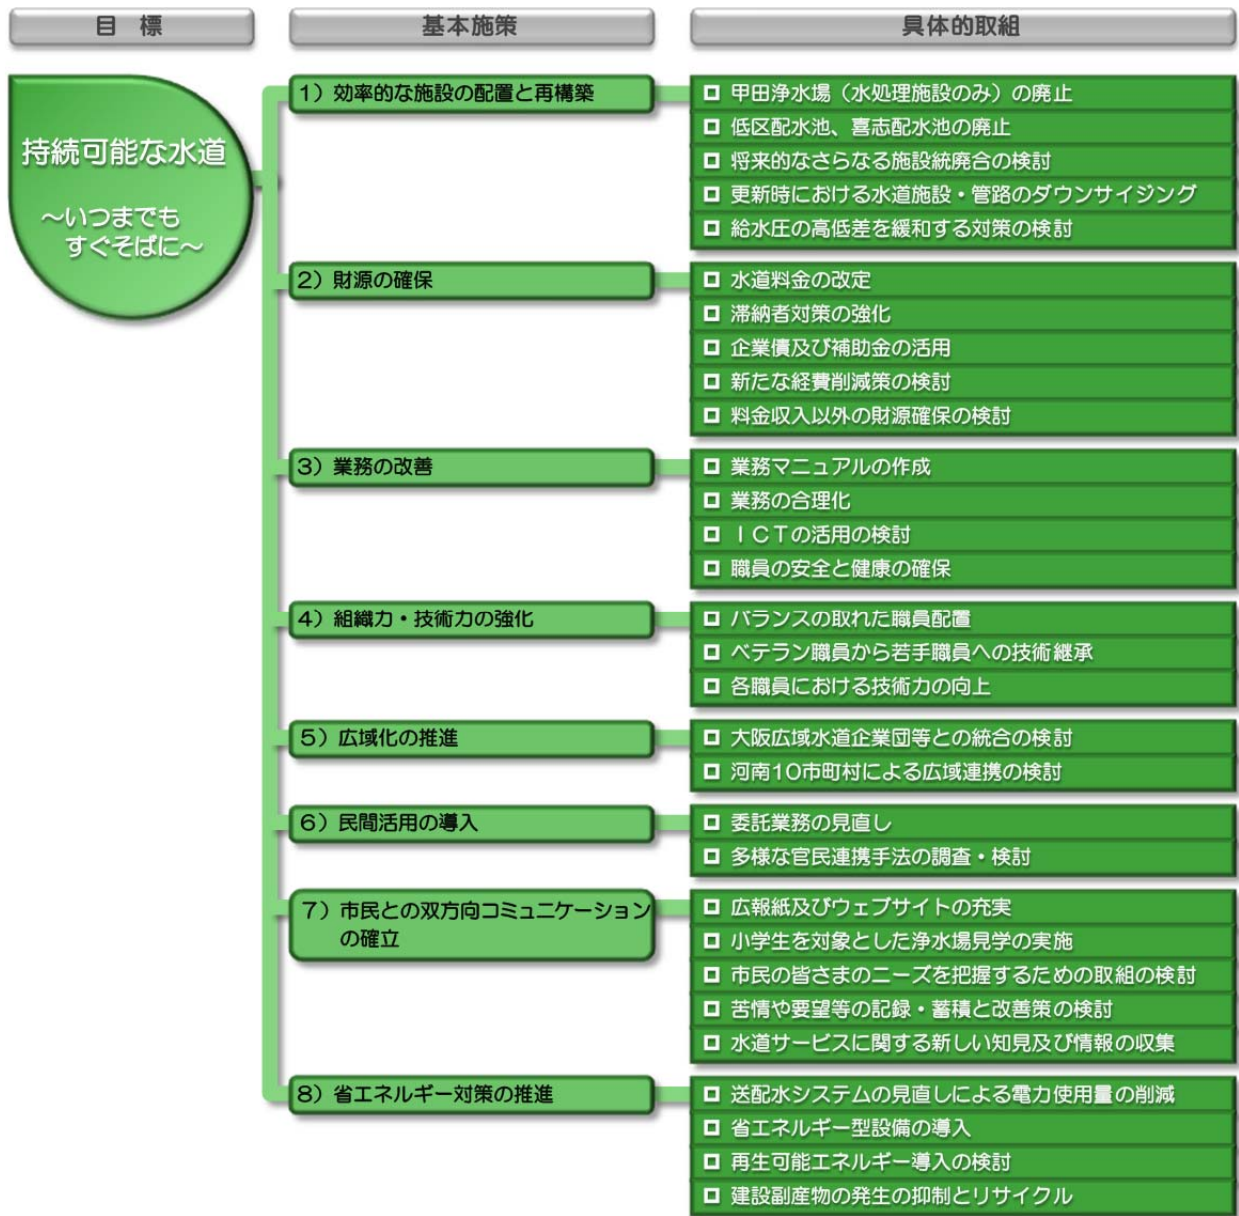 目 標
基本施策
具体的取組
持続可能な水道
～いつまでも
すぐそばに～
1）効率的な施設の配置と再構築
甲田浄水場（水処理施設のみ）の廃止
低区配水池、喜志配水池の廃止
将来的なさらなる施設統廃合の検討
更新時における水道施設・管路のダウンサイジング
給水圧の高低差を緩和する対策の検討
2）財源の確保
水道料金の改定
滞納者対策の強化
企業債及び補助金の活用
新たな経費削減策の検討
料金収入以外の財源確保の検討
3）業務の改善
業務マニュアルの作成
業務の合理化
ＩＣＴの活用の検討
職員の安全と健康の確保
4）組織力・技術力の強化
バランスの取れた職員配置
ベテラン職員から若手職員への技術継承
各職員における技術力の向上
5）広域化の推進
大阪広域水道企業団等との統合の検討
河南10市町村による広域連携の検討
6）民間活用の導入
委託業務の見直し
多様な官民連携手法の調査・検討
7）市民との双方向コミュニケーション
の確立
広報紙及びウェブサイトの充実
小学生を対象とした浄水場見学の実施
市民の皆さまのニーズを把握するための取組の検討
苦情や要望等の記録・蓄積と改善策の検討
水道サービスに関する新しい知見及び情報の収集
8）省エネルギー対策の推進
送配水システムの見直しによる電力使用量の削減
省エネルギー型設備の導入
再生可能エネルギー導入の検討
建設副産物の発生の抑制とリサイクル